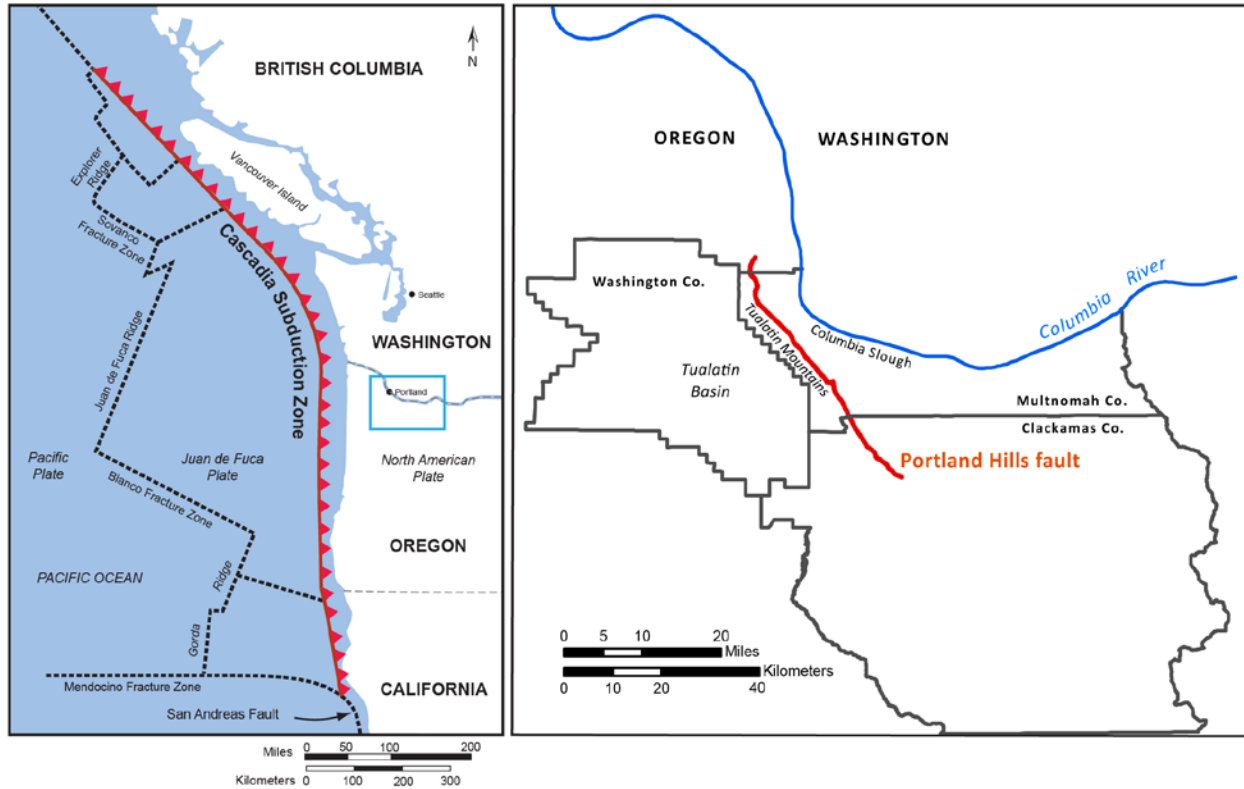 N
BRITISH COLUMBIA
Vancouver Island
Explorer
Ridge
Sovanco
Fracture Zone
Cascadia Subduction Zone
Seattle
WASHINGTON
Juan de Fuca Ridge
Portland
Pacific
Plate
Juan de Fuca
Plate
North American
Plate
Blanco Fracture Zone
OREGON
PACIFIC OCEAN
Ridge
Gorda
Mendocino Fracture Zone
CALIFORNIA
San Andreas Fault
Miles 0 50 100 200
Kilometers 0 100 200 300
OREGON
WASHINGTON
Washington Co.
Columbia River
Tualatin Mountains
Columbia Slough
Tualatin
Basin
Multnomah Co.
Clackamas Co.
Portland Hills fault
0 5 10 20
Miles
Kilometers
0 10 20 40